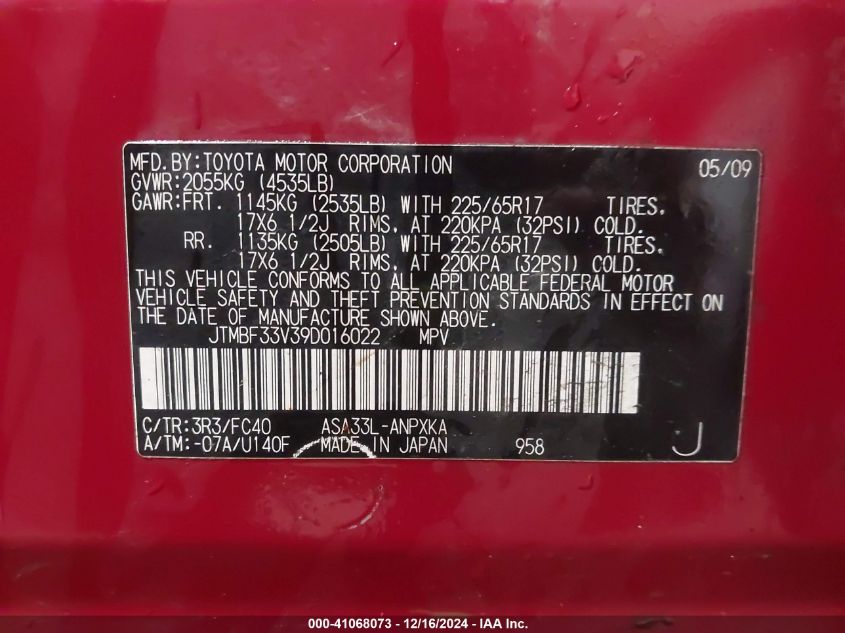 MFD. BY: TOYOTA MOTOR CORPORATION 05/09
GVWR: 2055KG (4535LB)
GAWR: FRT. 1145KG (2535LB) WITH 225/65R17 TIRES,
17X6 1/2J RIMS, AT 220KPA (32PSI) COLD.
RR. 1135KG (2505LB) WITH 225/65R17 TIRES,
17X6 1/2J RIMS, AT 220KPA (32PSI) COLD.
THIS VEHICLE CONFORMS TO ALL APPLICABLE FEDERAL MOTOR
VEHICLE SAFETY AND THEFT PREVENTION STANDARDS IN EFFECT ON
THE DATE OF MANUFACTURE SHOWN ABOVE.
JTMBF33V39D016022 MPV
C/TR: 3R3/FC40 ASA33L-ANPXKA
A/TM: -07A/U140F MADE IN JAPAN 958 J
000-41068073 - 12/16/2024 - IAA Inc.